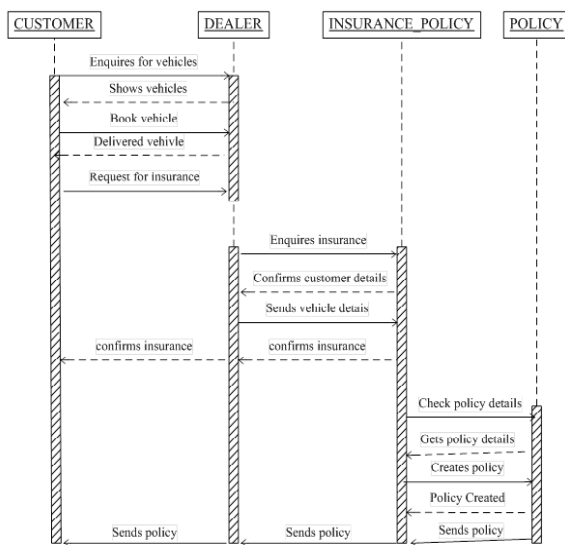 CUSTOMER
DEALER
INSURANCE_POLICY
POLICY
Enquires for vehicles
Shows vehicles
Book vehicle
Delivered vehivle
Request for insurance
Enquires insurance
Confirms customer details
Sends vehicle detais
confirms insurance
confirms insurance
Check policy details
Gets policy details
Creates policy
Policy Created
Sends policy
Sends policy
Sends policy